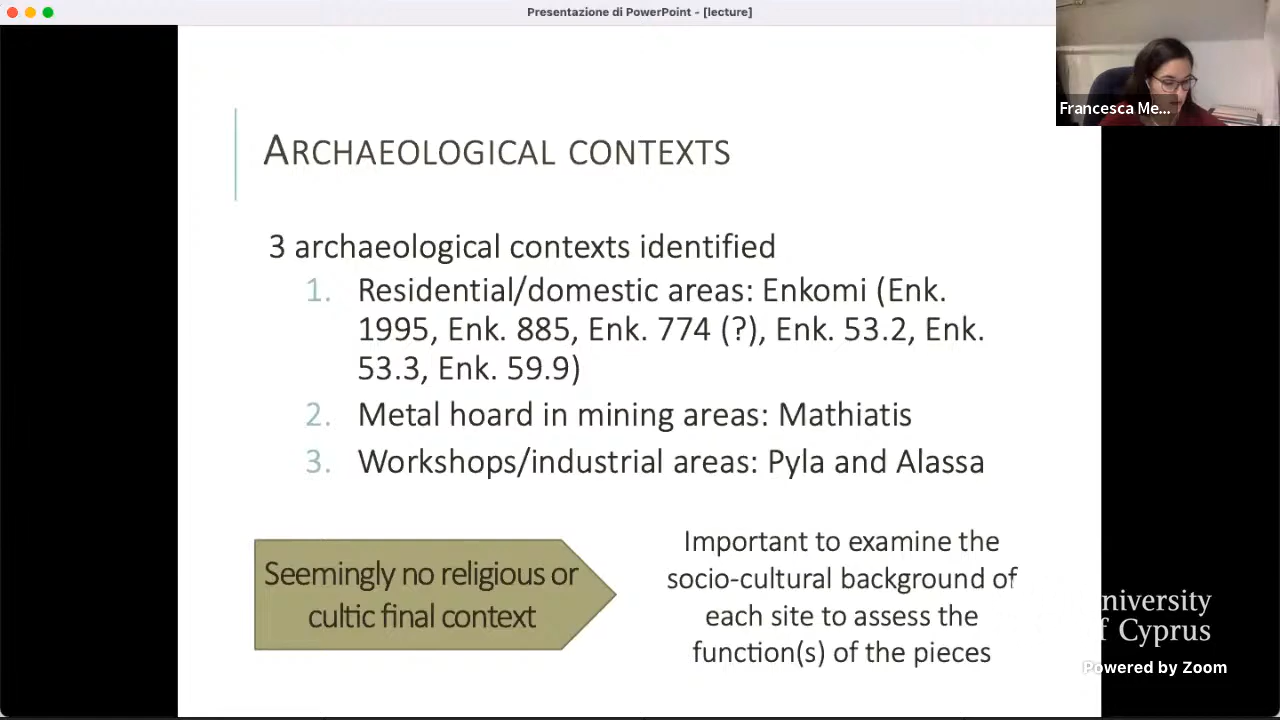 Presentazione di PowerPoint - [lecture]
Francesca Me...
ARCHAEOLOGICAL CONTEXTS
3 archaeological contexts identified
1. Residential/domestic areas: Enkomi (Enk.
1995, Enk. 885, Enk. 774 (?), Enk. 53.2, Enk.
53.3, Enk. 59.9)
2. Metal hoard in mining areas: Mathiatis
3. Workshops/industrial areas: Pyla and Alassa
Seemingly no religious or
cultic final context
Important to examine the
socio-cultural background of
each site to assess the
function(s) of the pieces
niversity
f Cyprus
Powered by Zoom